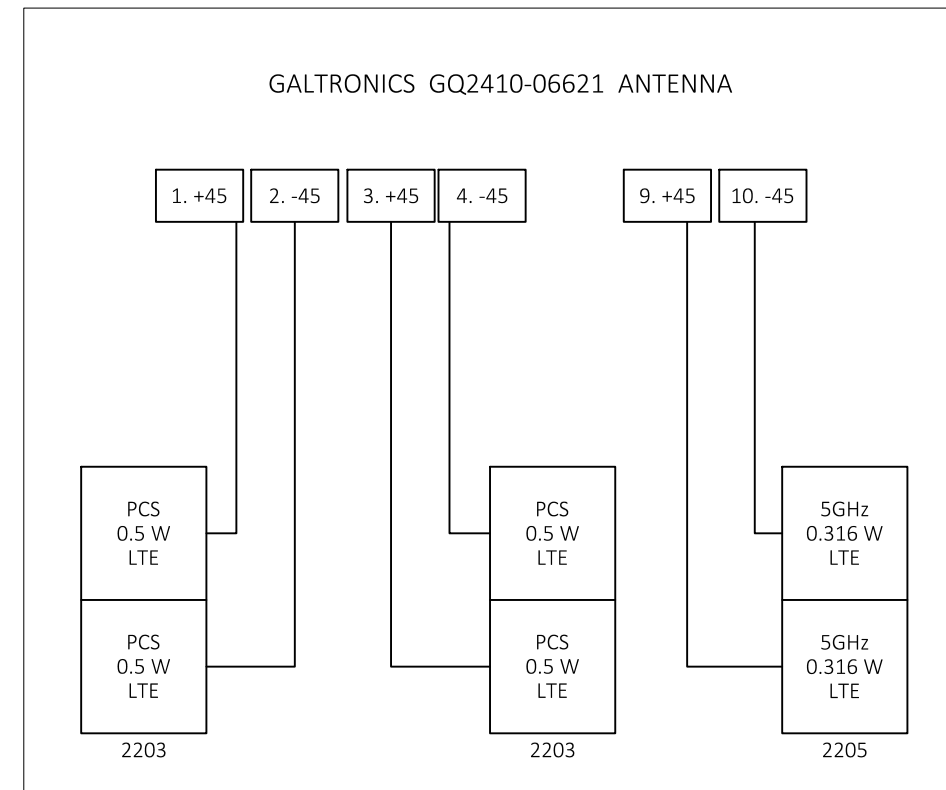 GALTRONICS GQ2410-06621 ANTENNA
1. +45
2. -45
3. +45
4. -45
9. +45
10. -45
PCS
0.5 W
LTE
PCS
0.5 W
LTE
2203
PCS
0.5 W
LTE
PCS
0.5 W
LTE
2203
5GHz
0.316 W
LTE
5GHz
0.316 W
LTE
2205